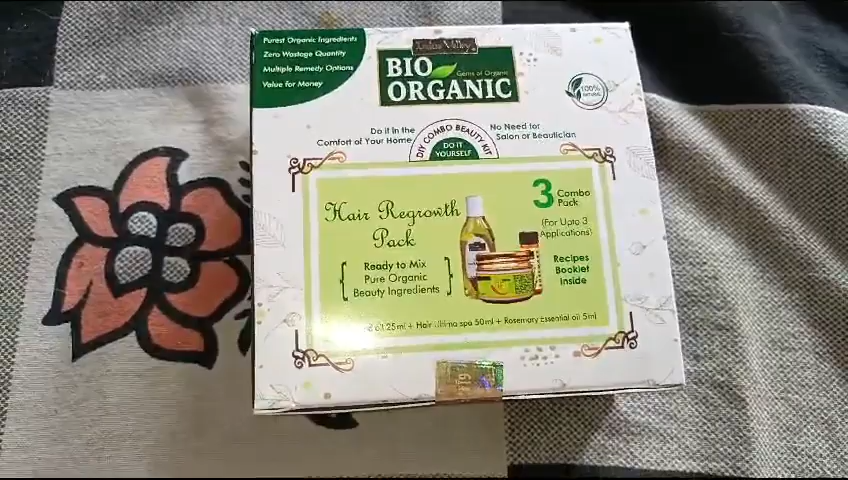 Purest Organic Ingredients
Zero Wastage Quantity
Multiple Remedy Options
Value for Money
Indus Valley
BIO
Gems of Organic
ORGANIC
100%
NATURAL
Do it in the
Comfort of Your Home
DIY COMBO BEAUTY KIT
DO IT
YOURSELF
No Need for
Salon or Beautician
Hair Regrowth
Pack
Ready to Mix
Pure Organic
Beauty Ingredients
3 Combo
Pack
(For Upto 3
Applications)
Recipes
Booklet
Inside
25ml + Hair spa 50ml + Rosemary Essential oil 5ml